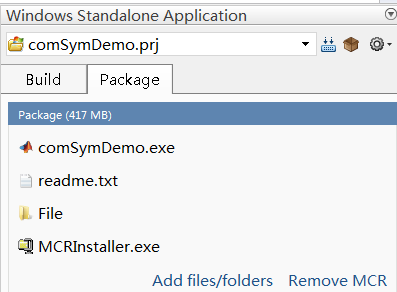 Windows Standalone Application
comSymDemo.prj
Build Package
Package (417 MB)
comSymDemo.exe
readme.txt
File
MCRInstaller.exe
Add files/folders Remove MCR